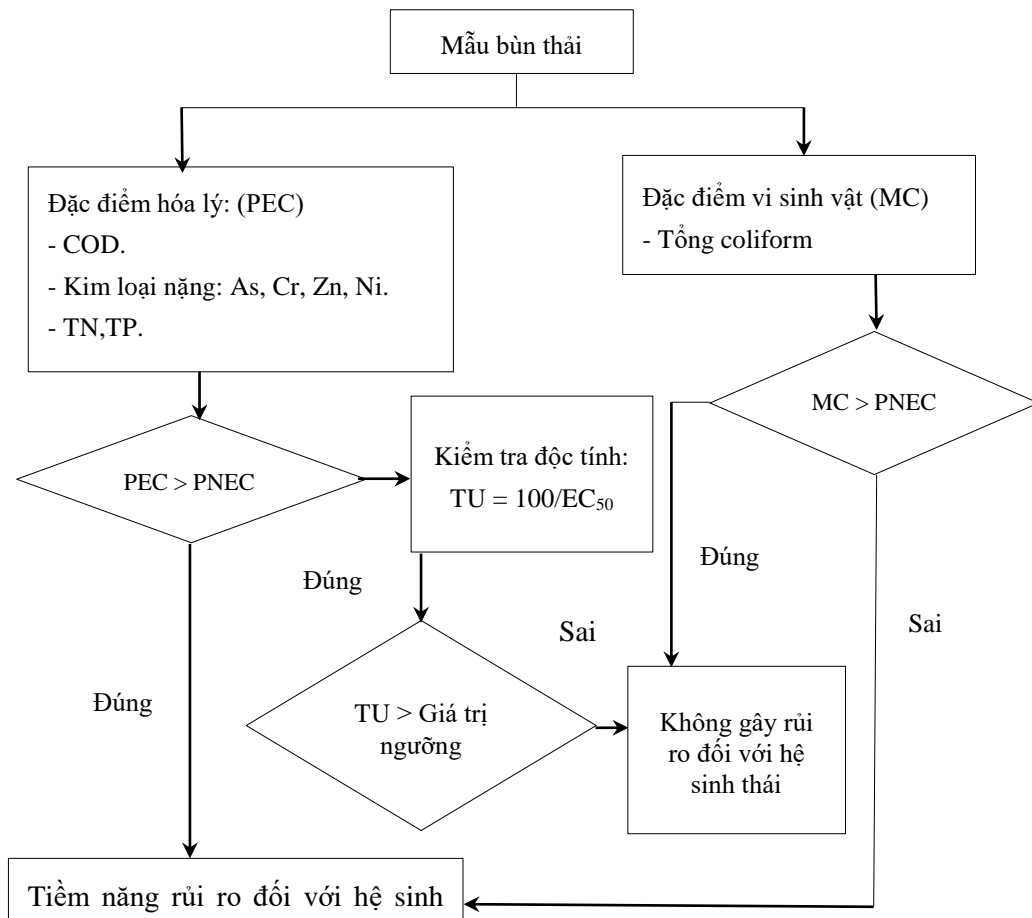 Mẫu bùn thải
Đặc điểm hóa lý: (PEC)
- COD.
- Kim loại nặng: As, Cr, Zn, Ni.
- TN,TP.
Đặc điểm vi sinh vật (MC)
- Tổng coliform
PEC > PNEC
Kiểm tra độc tính:
TU = 100/EC₅₀
MC > PNEC
Đúng
Đúng
Sai
Sai
Đúng
TU > Giá trị
ngưỡng
Không gây rủi
ro đối với hệ
sinh thái
Tiềm năng rủi ro đối với hệ sinh